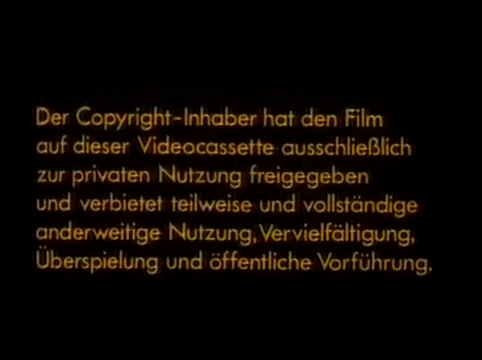 Der Copyright-Inhaber hat den Film
auf dieser Videocassette ausschließlich
zur privaten Nutzung freigegeben
und verbietet teilweise und vollständige
anderweitige Nutzung, Vervielfältigung,
Überspielung und öffentliche Vorführung.